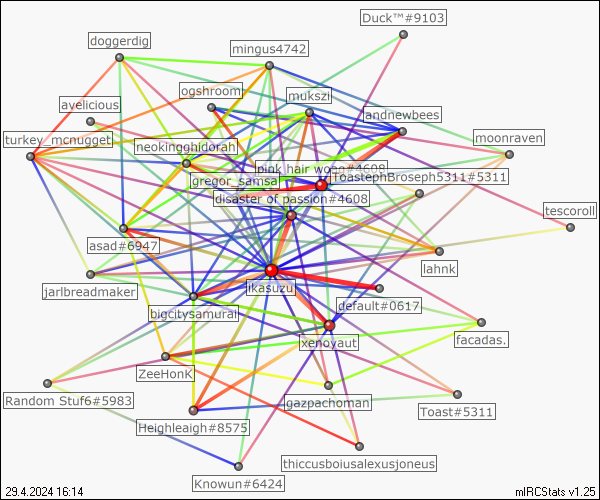 Duck™#9103
doggerdig
mingus4742
ogshroom
mukszi
avelicious
landnewbees
turkey_mcnugget
neokingghidorah
moonraven
pink hair woon#4608
ToastephBroseph5311#5311
gregor_samsa
disaster of passion#4608
tescoroll
asad#6947
lahnk
jarlbreadmaker
ikasuzu
default#0617
bigcitysamurai
xenoyaut
facadas.
ZeeHonK
Random Stuf6#5983
gazpachoman
Toast#5311
Heighleaigh#8575
thiccusboiusalexusjoneus
Knowun#6424
29.4.2024 16:14
mIRCStats v1.25